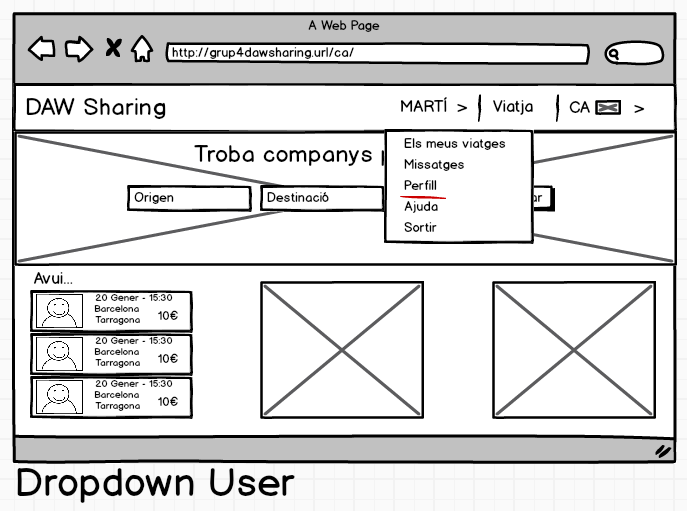 A Web Page
http://grup4dawsharing.url/ca/
DAW Sharing
MARTÍ >
Viatja
CA
>
Troba companys
Origen
Destinació
ar
Els meus viatges
Missatges
Perfill
Ajuda
Sortir
Avui...
20 Gener - 15:30
Barcelona
Tarragona
10€
20 Gener - 15:30
Barcelona
Tarragona
10€
20 Gener - 15:30
Barcelona
Tarragona
10€
Dropdown User